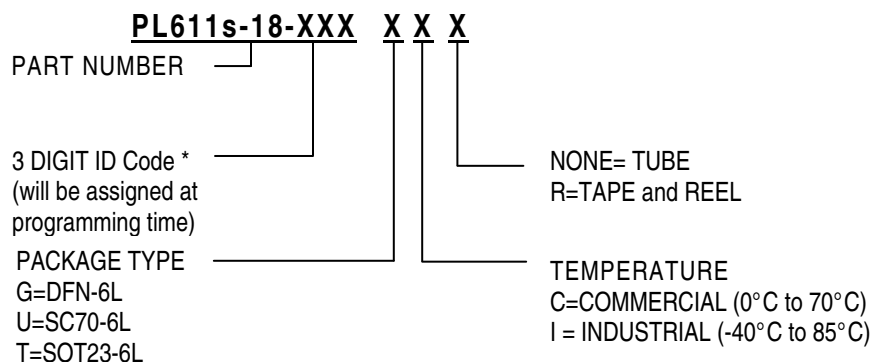 PL611s-18-XXX X X X
PART NUMBER
3 DIGIT ID Code *
(will be assigned at
programming time)
PACKAGE TYPE
G=DFN-6L
U=SC70-6L
T=SOT23-6L
NONE= TUBE
R=TAPE and REEL
TEMPERATURE
C=COMMERCIAL (0°C to 70°C)
I = INDUSTRIAL (-40°C to 85°C)